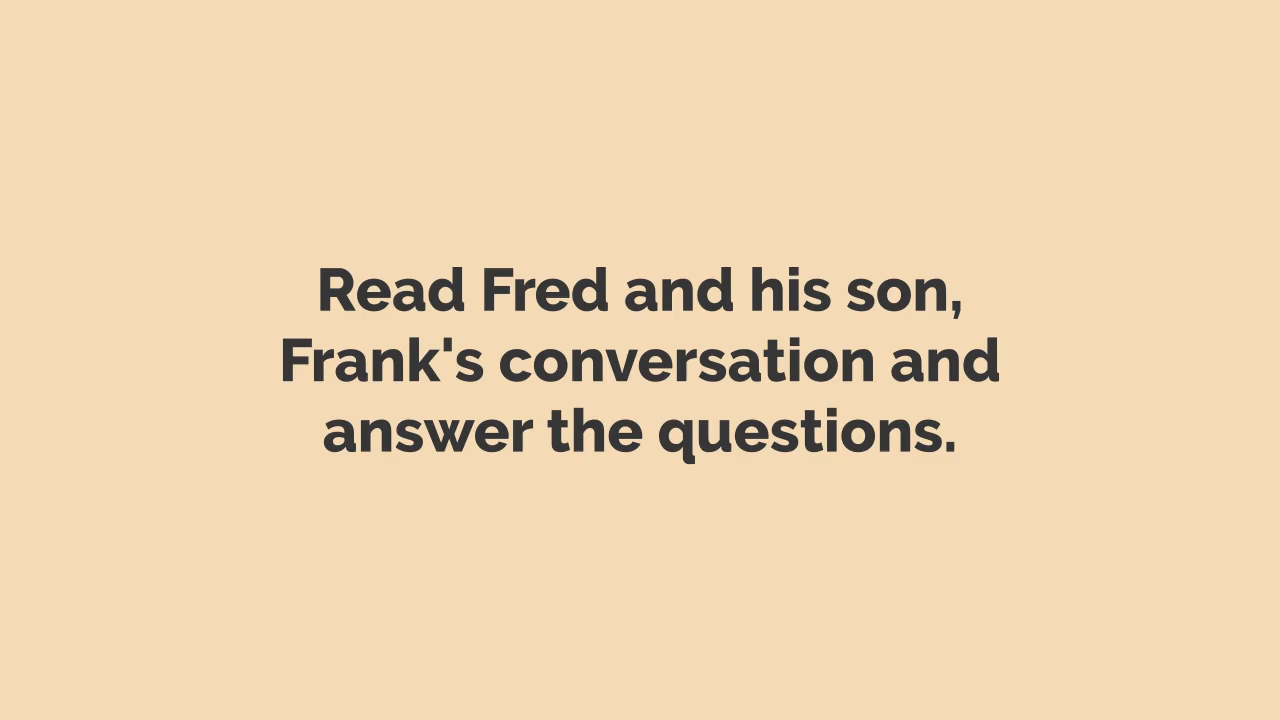 Read Fred and his son,
Frank's conversation and
answer the questions.